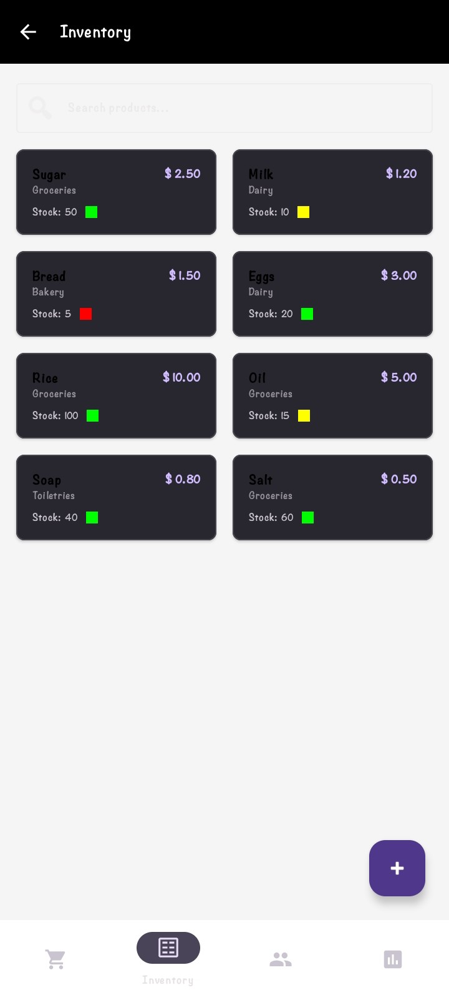 Inventory
Search products...
Sugar $ 2.50
Groceries
Stock: 50
Milk $ 1.20
Dairy
Stock: 10
Bread $ 1.50
Bakery
Stock: 5
Eggs $ 3.00
Dairy
Stock: 20
Rice $ 10.00
Groceries
Stock: 100
Oil $ 5.00
Groceries
Stock: 15
Soap $ 0.80
Toiletries
Stock: 40
Salt $ 0.50
Groceries
Stock: 60
+
Inventory